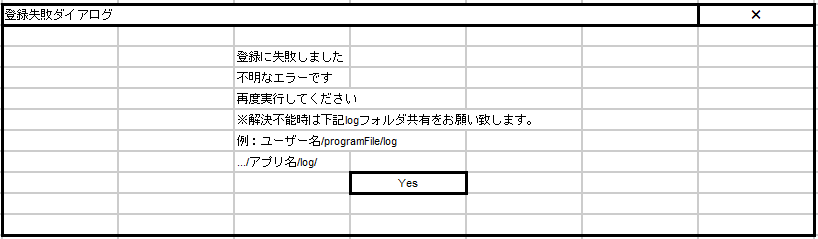 登録失敗ダイアログ ×
登録に失敗しました
不明なエラーです
再度実行してください
※解決不能時は下記logフォルダ共有をお願い致します。
例：ユーザー名/programFile/log
.../アプリ名/log/
Yes